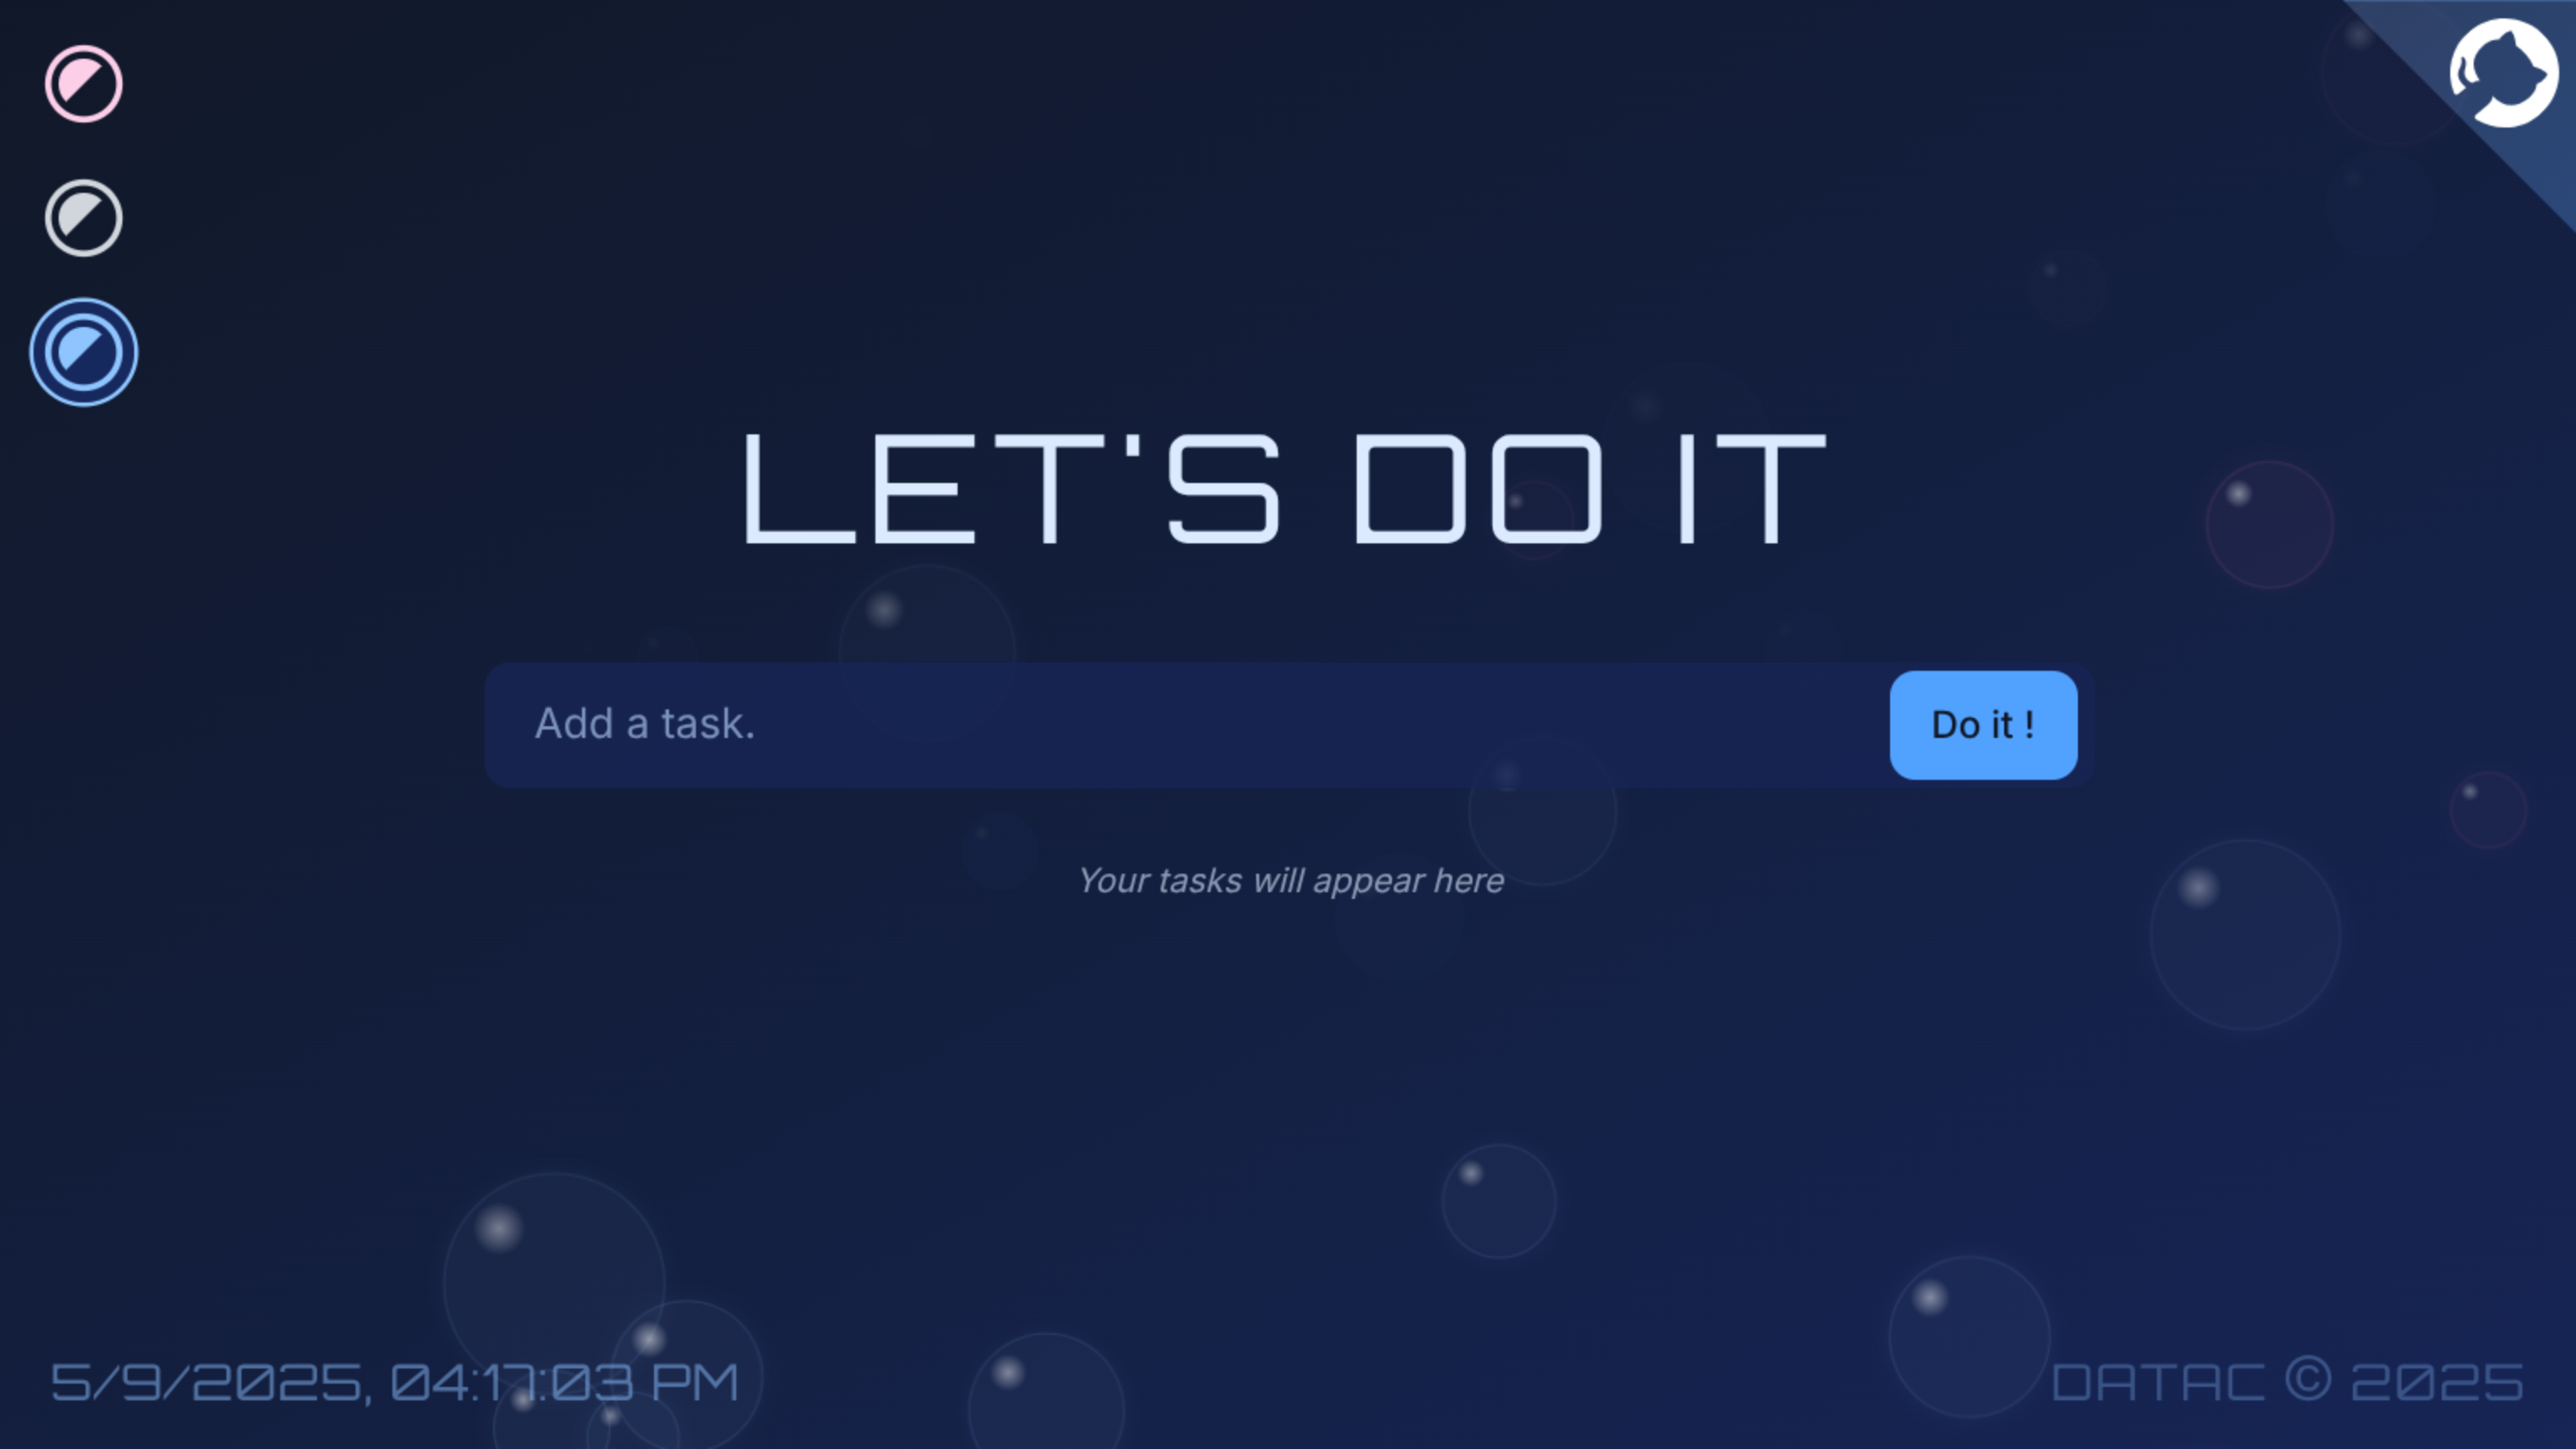 LET'S DO IT
Add a task.
Do it !
Your tasks will appear here
5/9/2025, 04:17:03 PM
DATAC © 2025